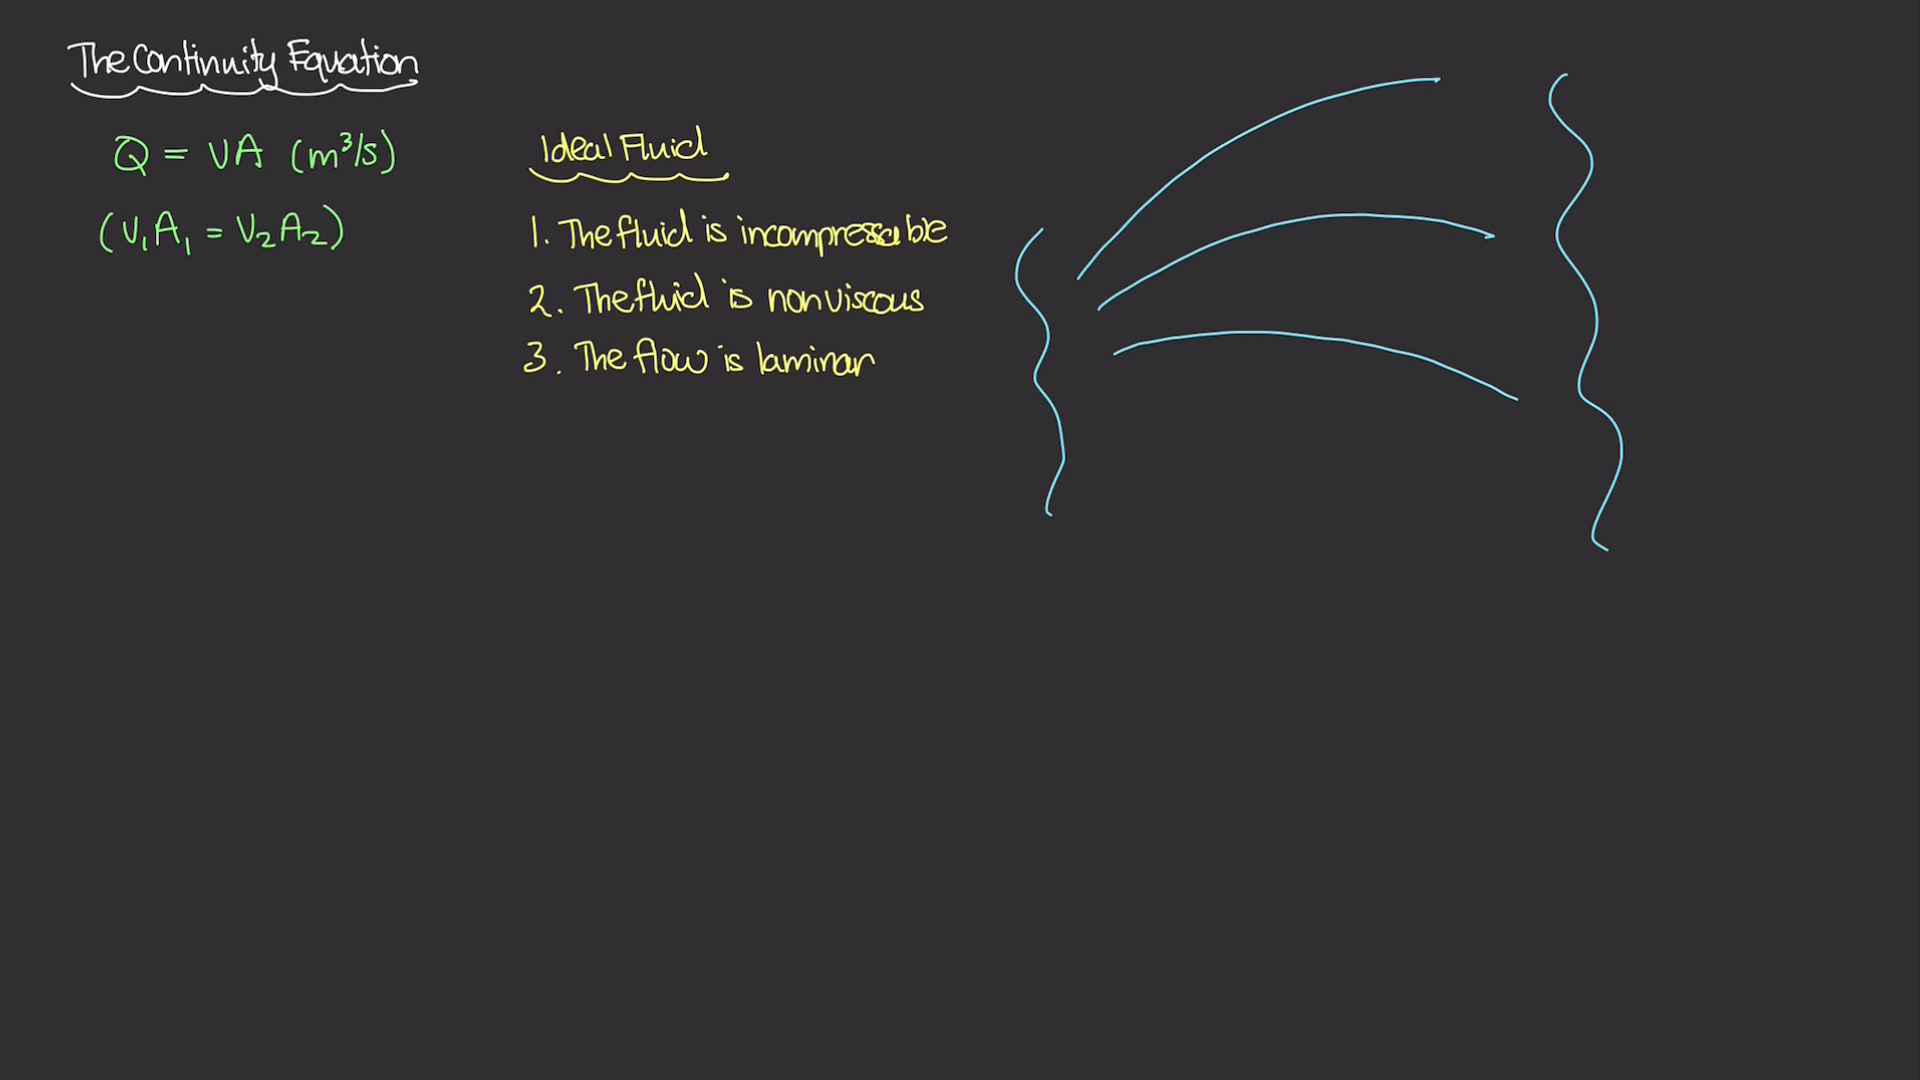 The Continuity Equation
Q = VA (m³/s)
(V₁A₁ = V₂A₂)
Ideal Fluid
1. The fluid is incompressable
2. The fluid is nonviscous
3. The flow is laminar